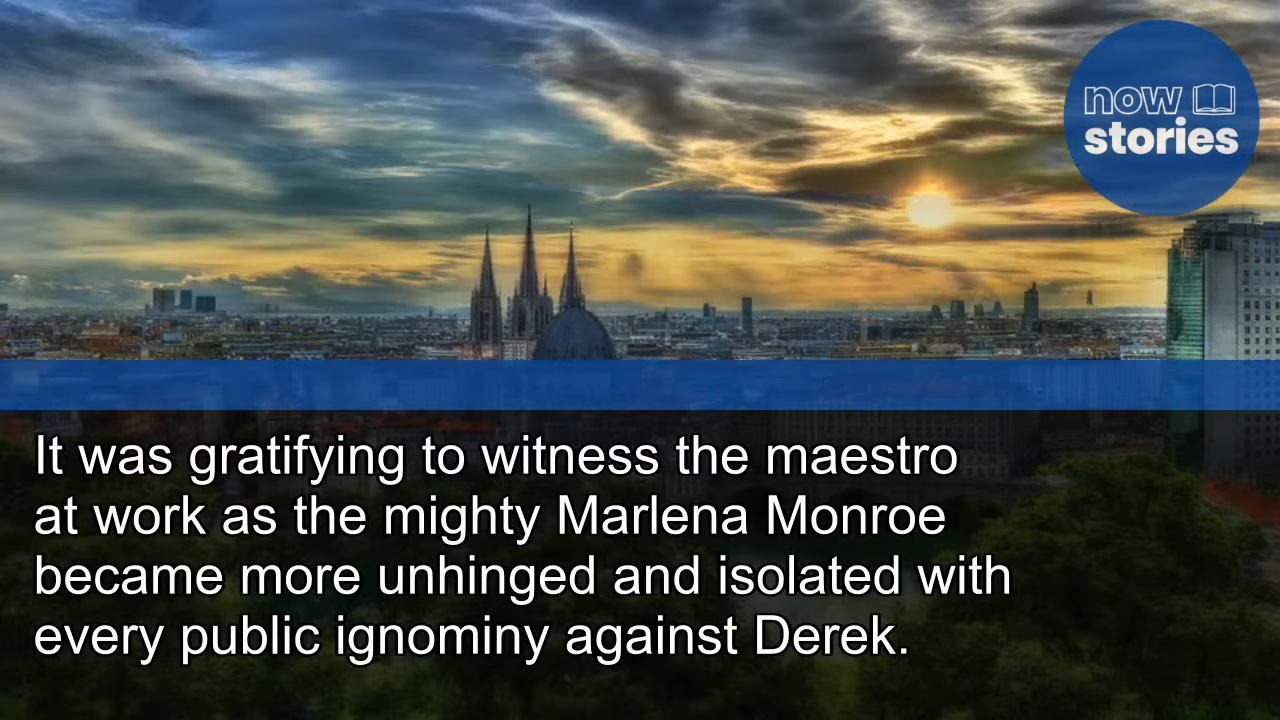 now
stories
It was gratifying to witness the maestro
at work as the mighty Marlena Monroe
became more unhinged and isolated with
every public ignominy against Derek.